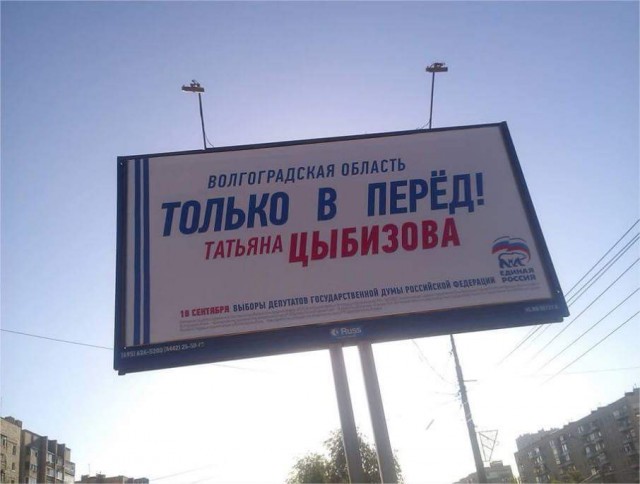 ВОЛГОГРАДСКАЯ ОБЛАСТЬ
ТОЛЬКО В ПЕРЁД!
ТАТЬЯНА ЦЫБИЗОВА
ЕДИНАЯ
РОССИЯ
18 СЕНТЯБРЯ ВЫБОРЫ ДЕПУТАТОВ ГОСУДАРСТВЕННОЙ ДУМЫ РОССИЙСКОЙ ФЕДЕРАЦИИ
Russ